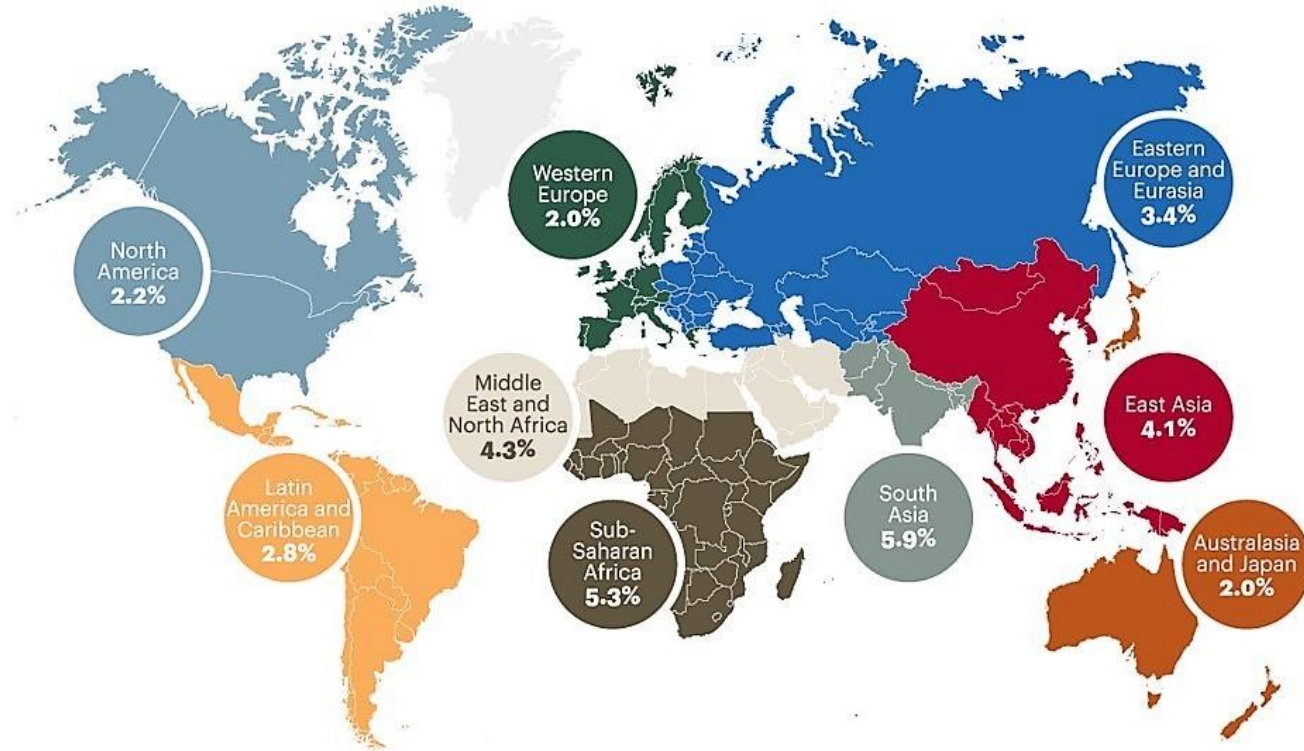 Western
Europe
2.0%
Eastern
Europe and
Eurasia
3.4%
North
America
2.2%
Middle
East and
North Africa
4.3%
East Asia
4.1%
Latin
America and
Caribbean
2.8%
Sub-
Saharan
Africa
5.3%
South
Asia
5.9%
Australasia
and Japan
2.0%